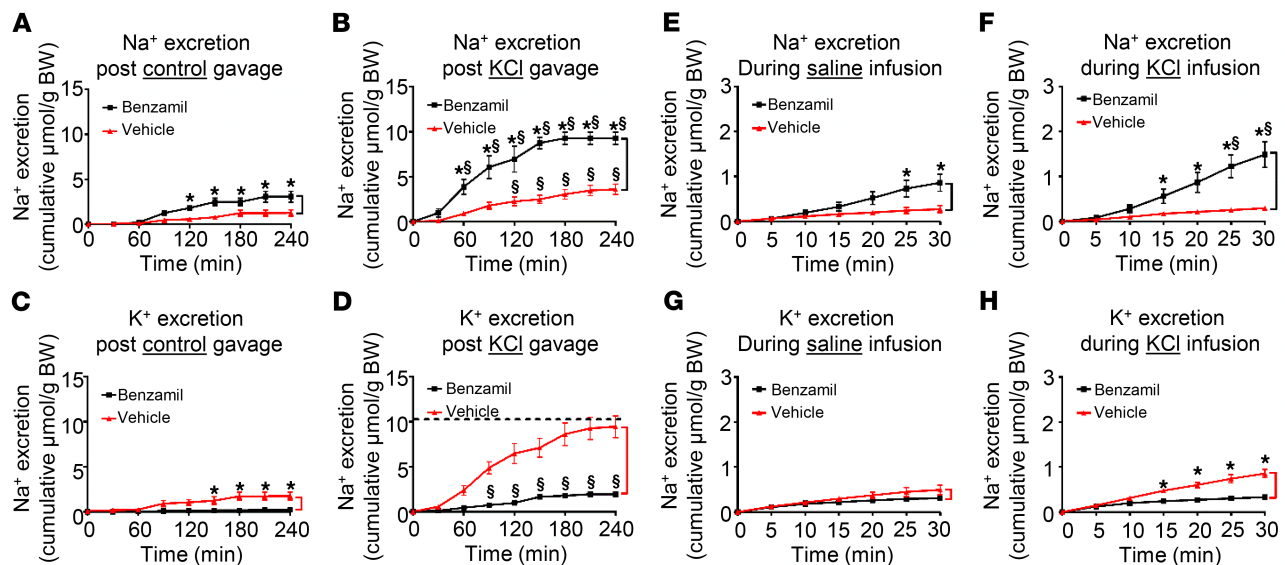 A
Na⁺ excretion
post control gavage
Na⁺ excretion
(cumulative µmol/g BW)
15
10
5
0
Benzamil
Vehicle
* * * * *
0 60 120 180 240
Time (min)
B
Na⁺ excretion
post KCl gavage
Na⁺ excretion
(cumulative µmol/g BW)
15
10
5
0
Benzamil
Vehicle
*§ *§ *§ *§ *§ *§ *§
§ § § § §
0 60 120 180 240
Time (min)
E
Na⁺ excretion
During saline infusion
Na⁺ excretion
(cumulative µmol/g BW)
3
2
1
0
Benzamil
Vehicle
* *
0 5 10 15 20 25 30
Time (min)
F
Na⁺ excretion
during KCl infusion
Na⁺ excretion
(cumulative µmol/g BW)
3
2
1
0
Benzamil
Vehicle
* * *§ *§
0 5 10 15 20 25 30
Time (min)
C
K⁺ excretion
post control gavage
Na⁺ excretion
(cumulative µmol/g BW)
15
10
5
0
Benzamil
Vehicle
* * * *
0 60 120 180 240
Time (min)
D
K⁺ excretion
post KCl gavage
Na⁺ excretion
(cumulative µmol/g BW)
15
10
5
0
Benzamil
Vehicle
§ § § § § §
0 60 120 180 240
Time (min)
G
K⁺ excretion
During saline infusion
Na⁺ excretion
(cumulative µmol/g BW)
3
2
1
0
Benzamil
Vehicle
0 5 10 15 20 25 30
Time (min)
H
K⁺ excretion
during KCl infusion
Na⁺ excretion
(cumulative µmol/g BW)
3
2
1
0
Benzamil
Vehicle
* * * *
0 5 10 15 20 25 30
Time (min)